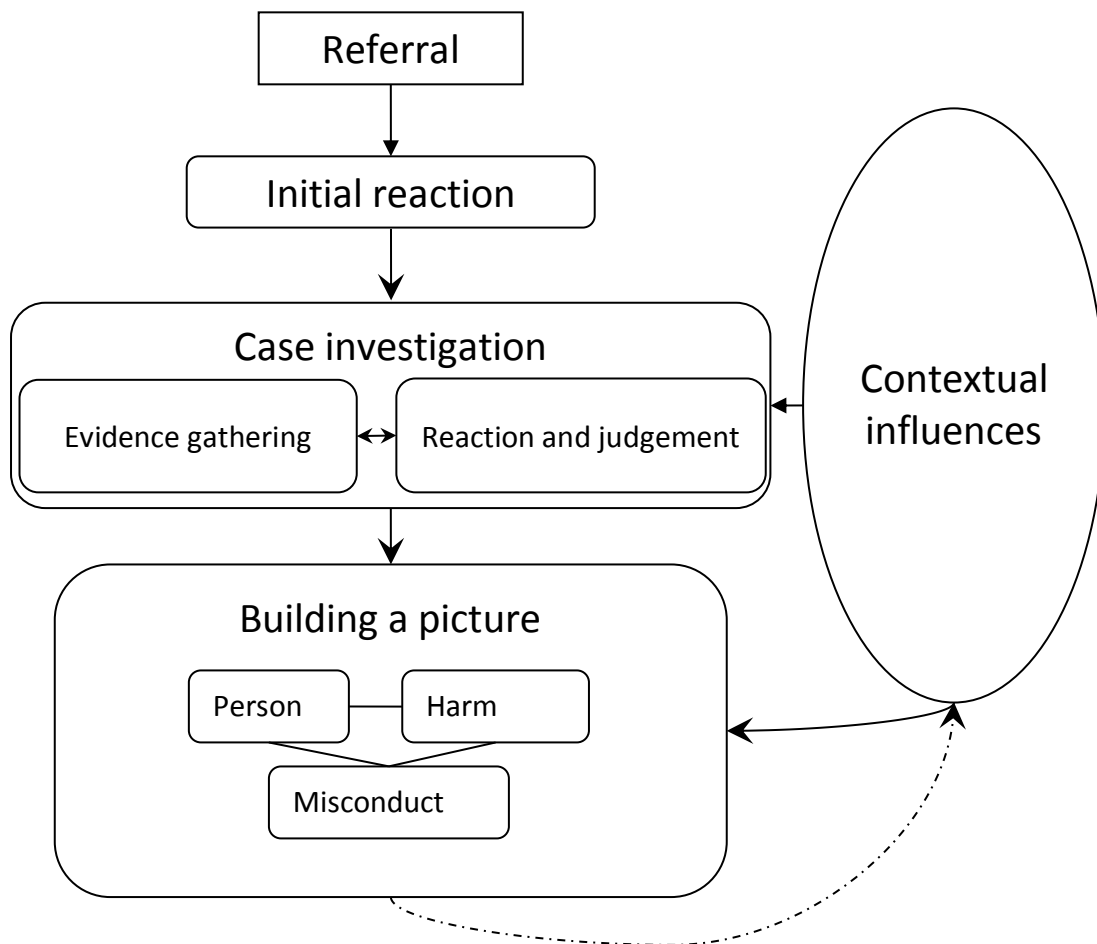 Referral
Initial reaction
Case investigation
Evidence gathering
Reaction and judgement
Contextual
influences
Building a picture
Person
Harm
Misconduct